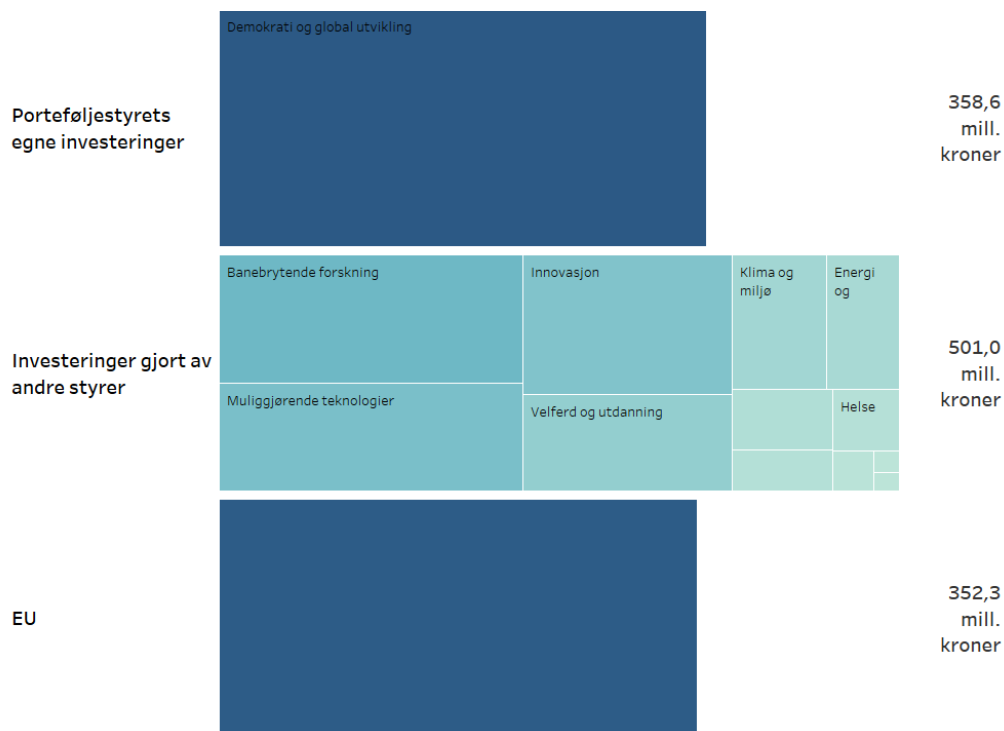 Demokrati og global utvikling
Porteføljestyrets
egne investeringer
358,6
mill.
kroner
Banebrytende forskning
Innovasjon
Klima og
miljø
Energi
og
Investeringer gjort av
andre styrer
501,0
mill.
kroner
Muliggjørende teknologier
Velferd og utdanning
Helse
EU
352,3
mill.
kroner